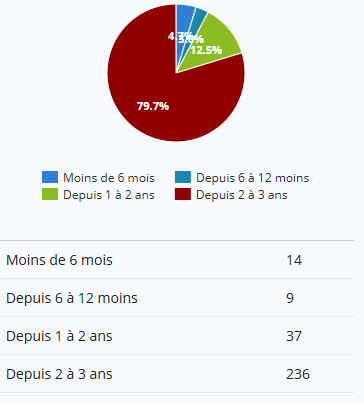 12.5%
79.7%
Moins de 6 mois
Depuis 6 à 12 moins
Depuis 1 à 2 ans
Depuis 2 à 3 ans
Moins de 6 mois 14
Depuis 6 à 12 moins 9
Depuis 1 à 2 ans 37
Depuis 2 à 3 ans 236